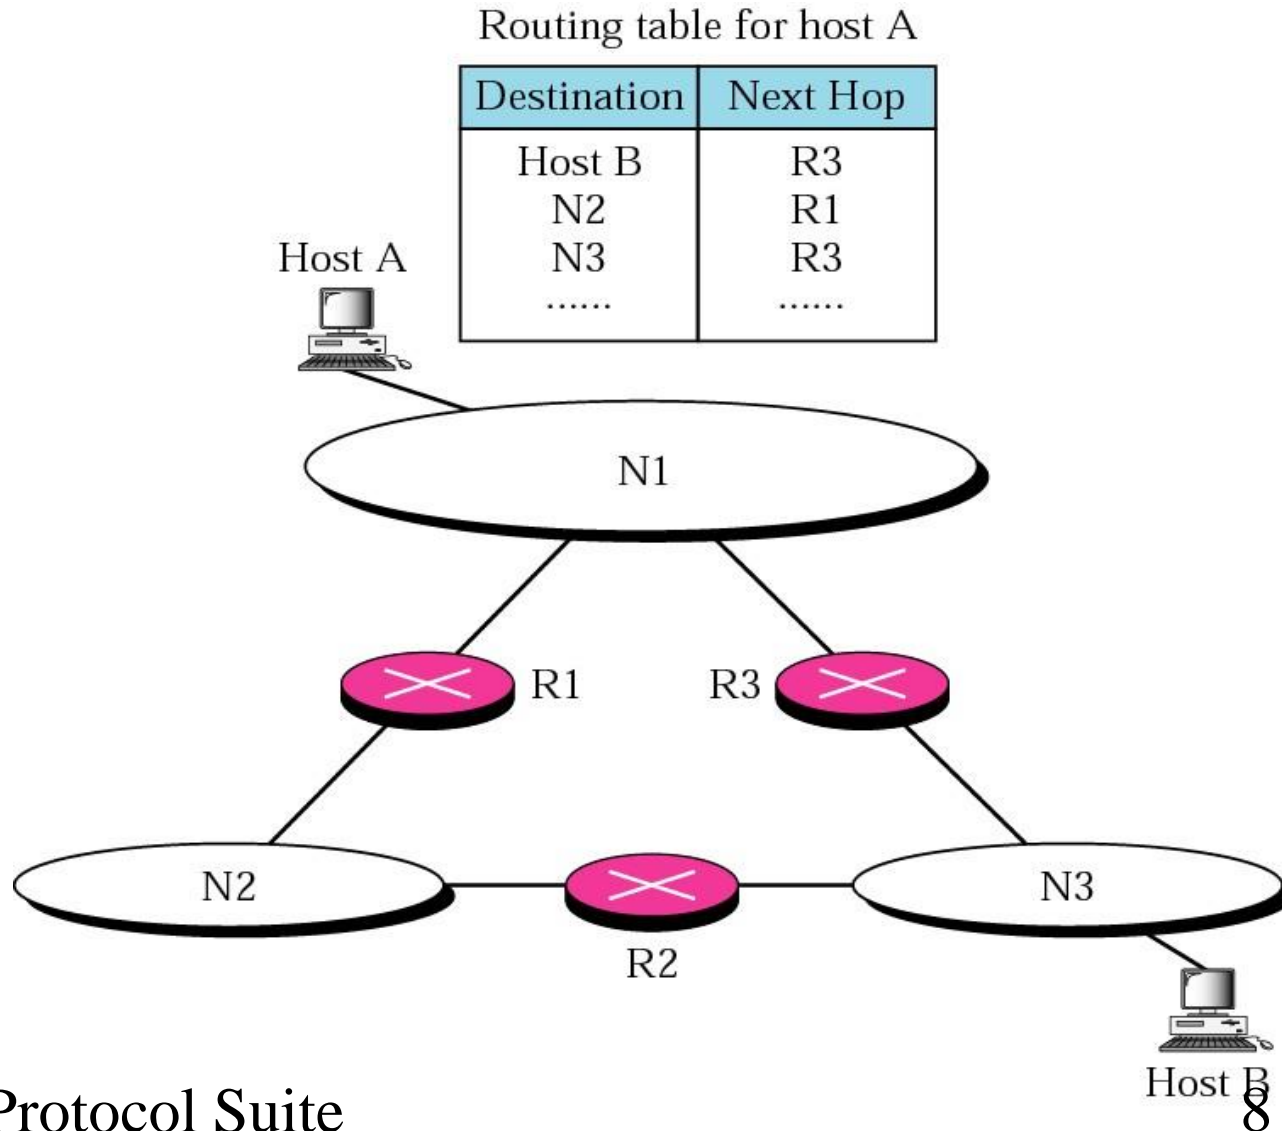 Routing table for host A
Destination Next Hop
Host B R3
N2 R1
N3 R3
...... ......
Host A
N1
R1 R3
N2 N3
R2
Host B
Protocol Suite 8